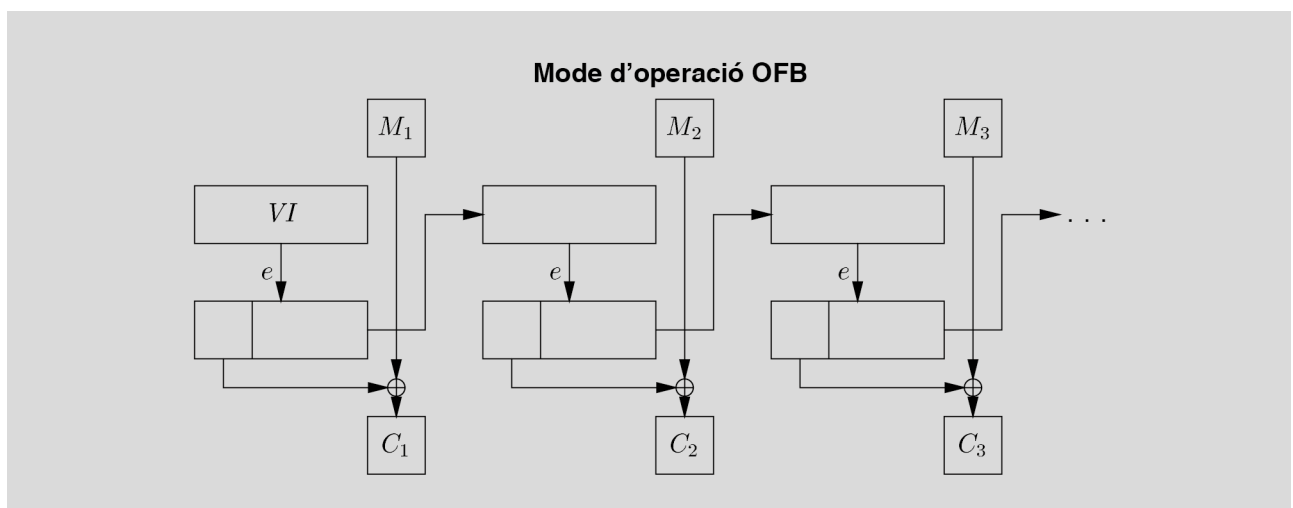 Mode d'operació OFB
M₁ M₂ M₃
VI . . .
e e e
C₁ C₂ C₃